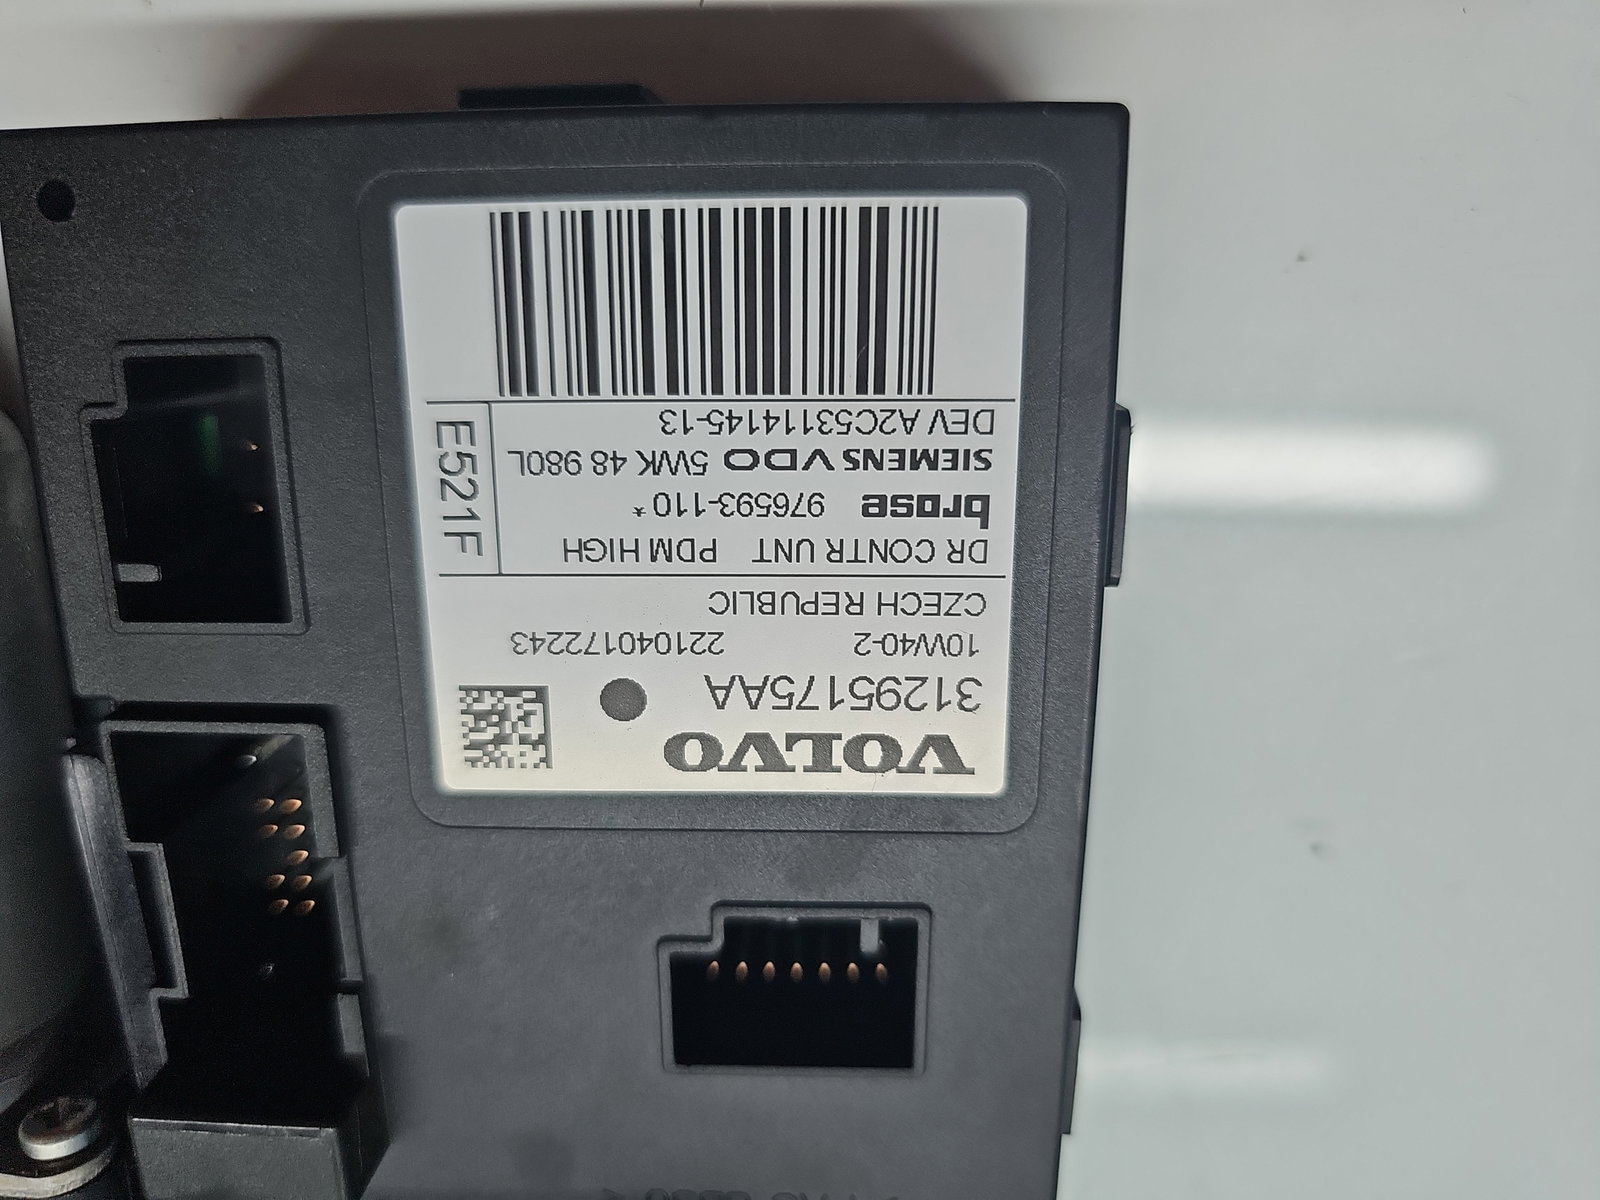 VOLVO
31295175AA
10W40-2 221040172243
CZECH REPUBLIC
DR CONTR UNT PDM HIGH
brose 976593-110*
SIEMENS VDO 5WK 48 980L
DEV A2C53114145-13
E521F